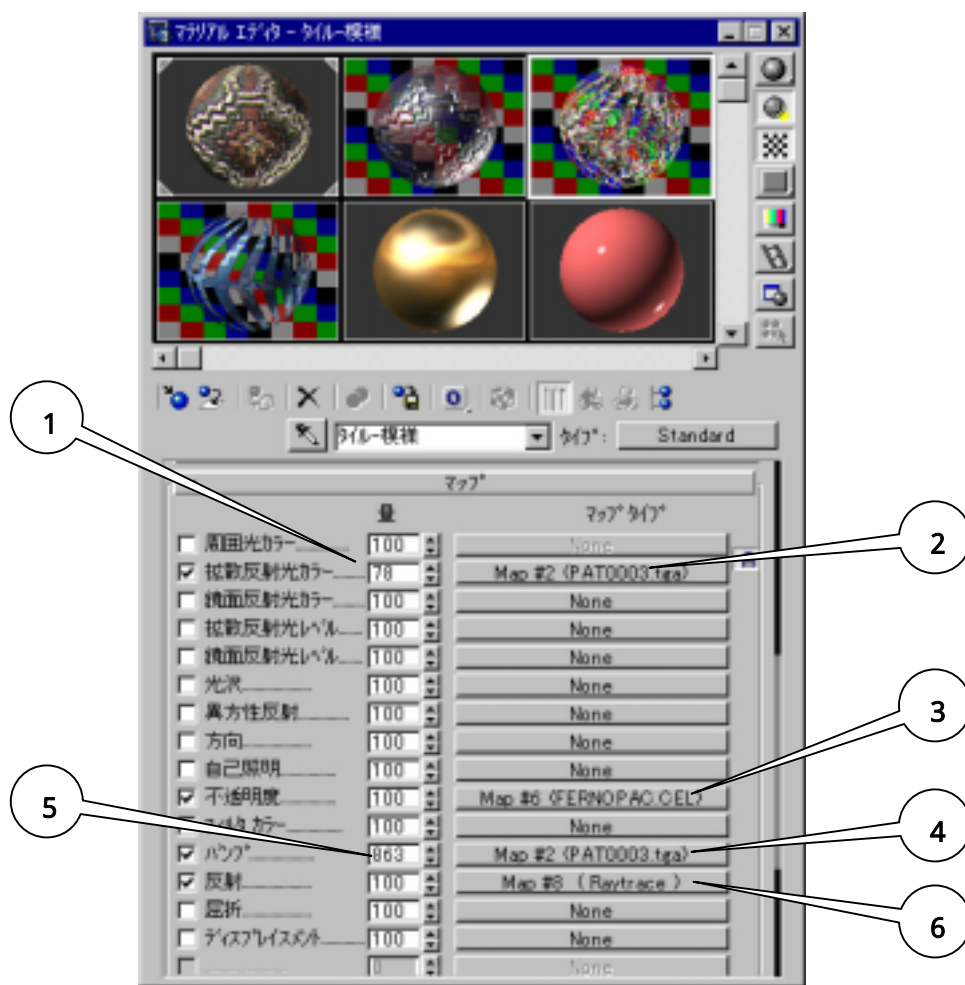 マテリアル エディタ - タイル-模様
1
タイル-模様 タイプ: Standard
マップ
量 マップ タイプ
周囲光カラー 100 None
2
拡散反射光カラー 78 Map #2 (PAT0003.tga)
鏡面反射光カラー 100 None
拡散反射光レベル 100 None
鏡面反射光レベル 100 None
光沢 100 None
異方性反射 100 None
3
方向 100 None
自己照明 100 None
不透明度 100 Map #6 (FERNOPAC.CEL)
5
フィルタ カラー 100 None
4
バンプ 863 Map #2 (PAT0003.tga)
反射 100 Map #8 ( Raytrace )
屈折 100 None
6
ディスプレイスメント 100 None
0 None